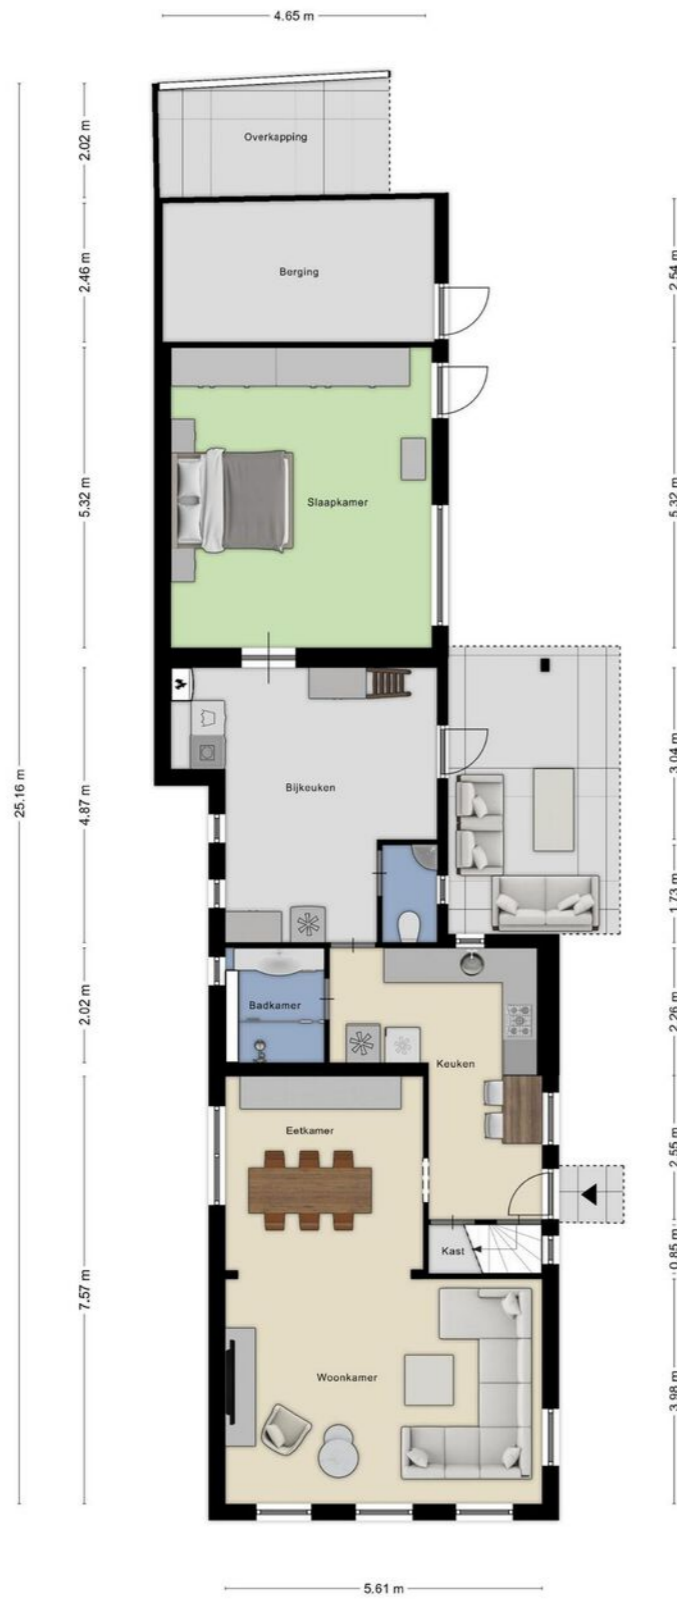 4.65 m
Overkapping
2.02 m
Berging
2.46 m
2.54 m
Slaapkamer
5.32 m
5.32 m
Bijkeuken
25.16 m
4.87 m
3.04 m
1.73 m
Badkamer
2.02 m
2.26 m
Keuken
Eetkamer
2.55 m
Kast
0.85 m
7.57 m
Woonkamer
3.98 m
5.61 m